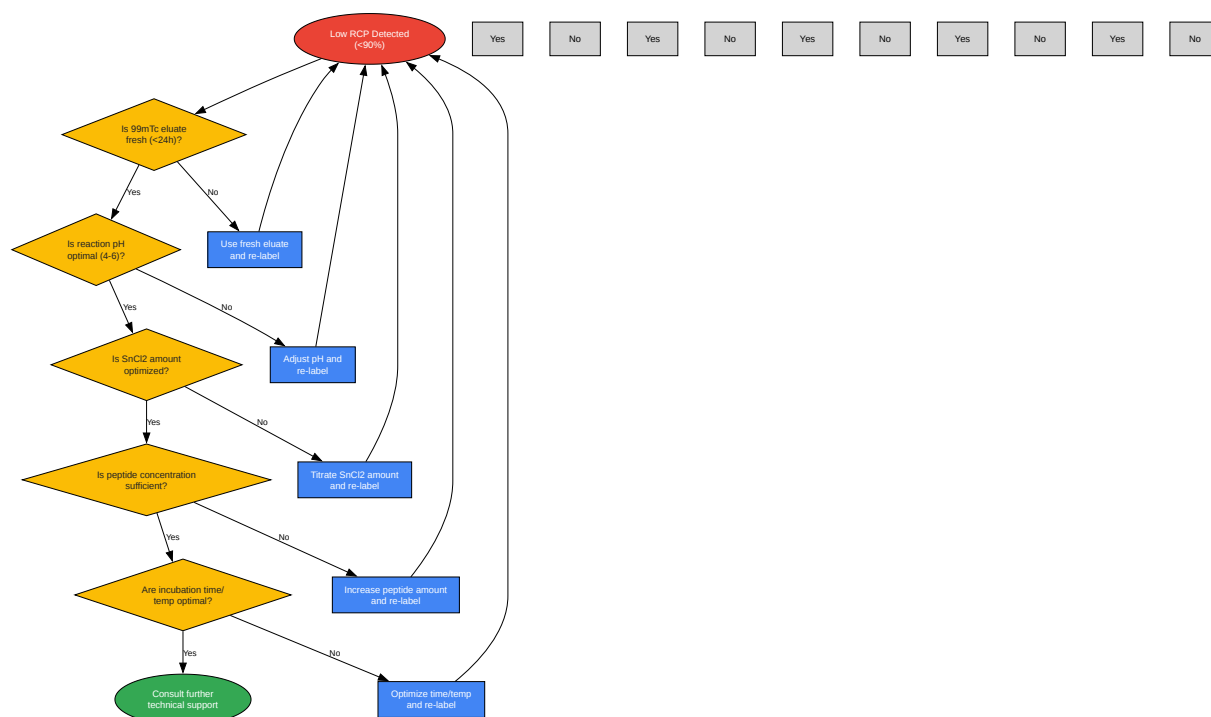 Low RCP Detected
(<90%)
Yes
No
Yes
No
Yes
No
Yes
No
Yes
No
Is 99mTc eluate
fresh (<24h)?
Yes
No
Is reaction pH
optimal (4-6)?
Use fresh eluate
and re-label
Yes
No
Is SnCl2 amount
optimized?
Adjust pH and
re-label
Yes
No
Is peptide concentration
sufficient?
Titrate SnCl2 amount
and re-label
Yes
No
Are incubation time/
temp optimal?
Increase peptide amount
and re-label
Yes
No
Consult further
technical support
Optimize time/temp
and re-label